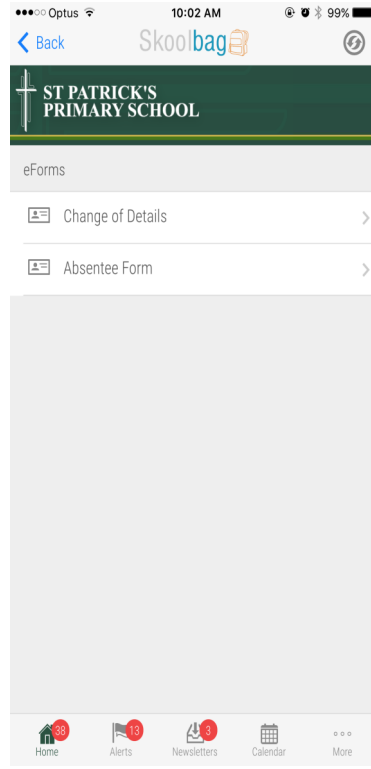 Optus 10:02 AM 99%
Back Skoolbag
ST PATRICK'S
PRIMARY SCHOOL
eForms
Change of Details
Absentee Form
38 13 3
Home Alerts Newsletters Calendar More